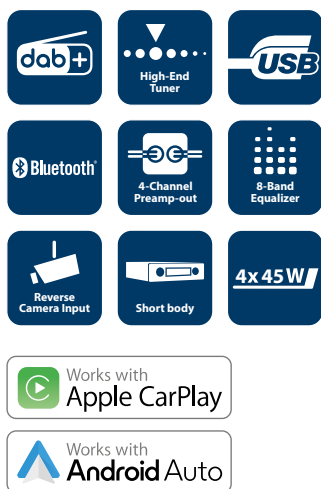 dab+
High-End
Tuner
USB
Bluetooth®
4-Channel
Preamp-out
8-Band
Equalizer
Reverse
Camera Input
Short body
4x45W
Works with
Apple CarPlay
Works with
Android Auto